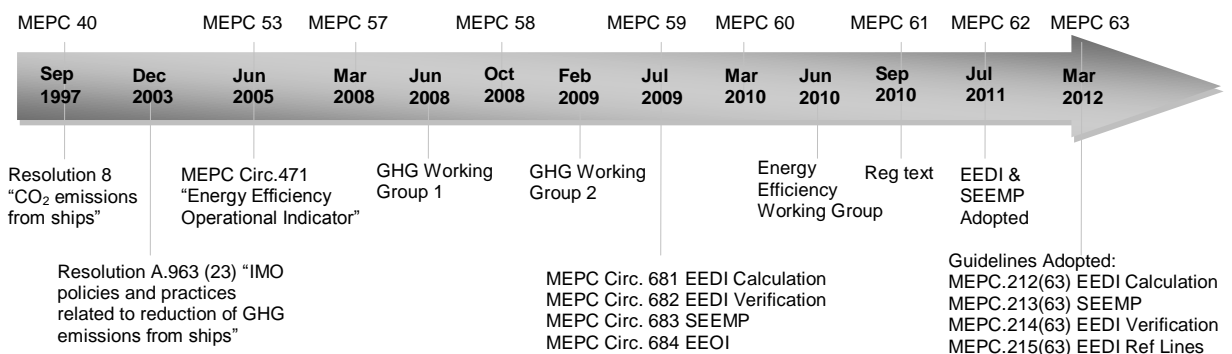 MEPC 40 MEPC 53 MEPC 57 MEPC 58 MEPC 59 MEPC 60 MEPC 61 MEPC 62 MEPC 63
Sep 1997
Dec 2003
Jun 2005
Mar 2008
Jun 2008
Oct 2008
Feb 2009
Jul 2009
Mar 2010
Jun 2010
Sep 2010
Jul 2011
Mar 2012
Resolution 8
“CO₂ emissions
from ships”
MEPC Circ.471
“Energy Efficiency
Operational Indicator”
GHG Working
Group 1
GHG Working
Group 2
Energy
Efficiency
Working Group
Reg text
EEDI &
SEEMP
Adopted
Resolution A.963 (23) “IMO
policies and practices
related to reduction of GHG
emissions from ships”
MEPC Circ. 681 EEDI Calculation
MEPC Circ. 682 EEDI Verification
MEPC Circ. 683 SEEMP
MEPC Circ. 684 EEOI
Guidelines Adopted:
MEPC.212(63) EEDI Calculation
MEPC.213(63) SEEMP
MEPC.214(63) EEDI Verification
MEPC.215(63) EEDI Ref Lines